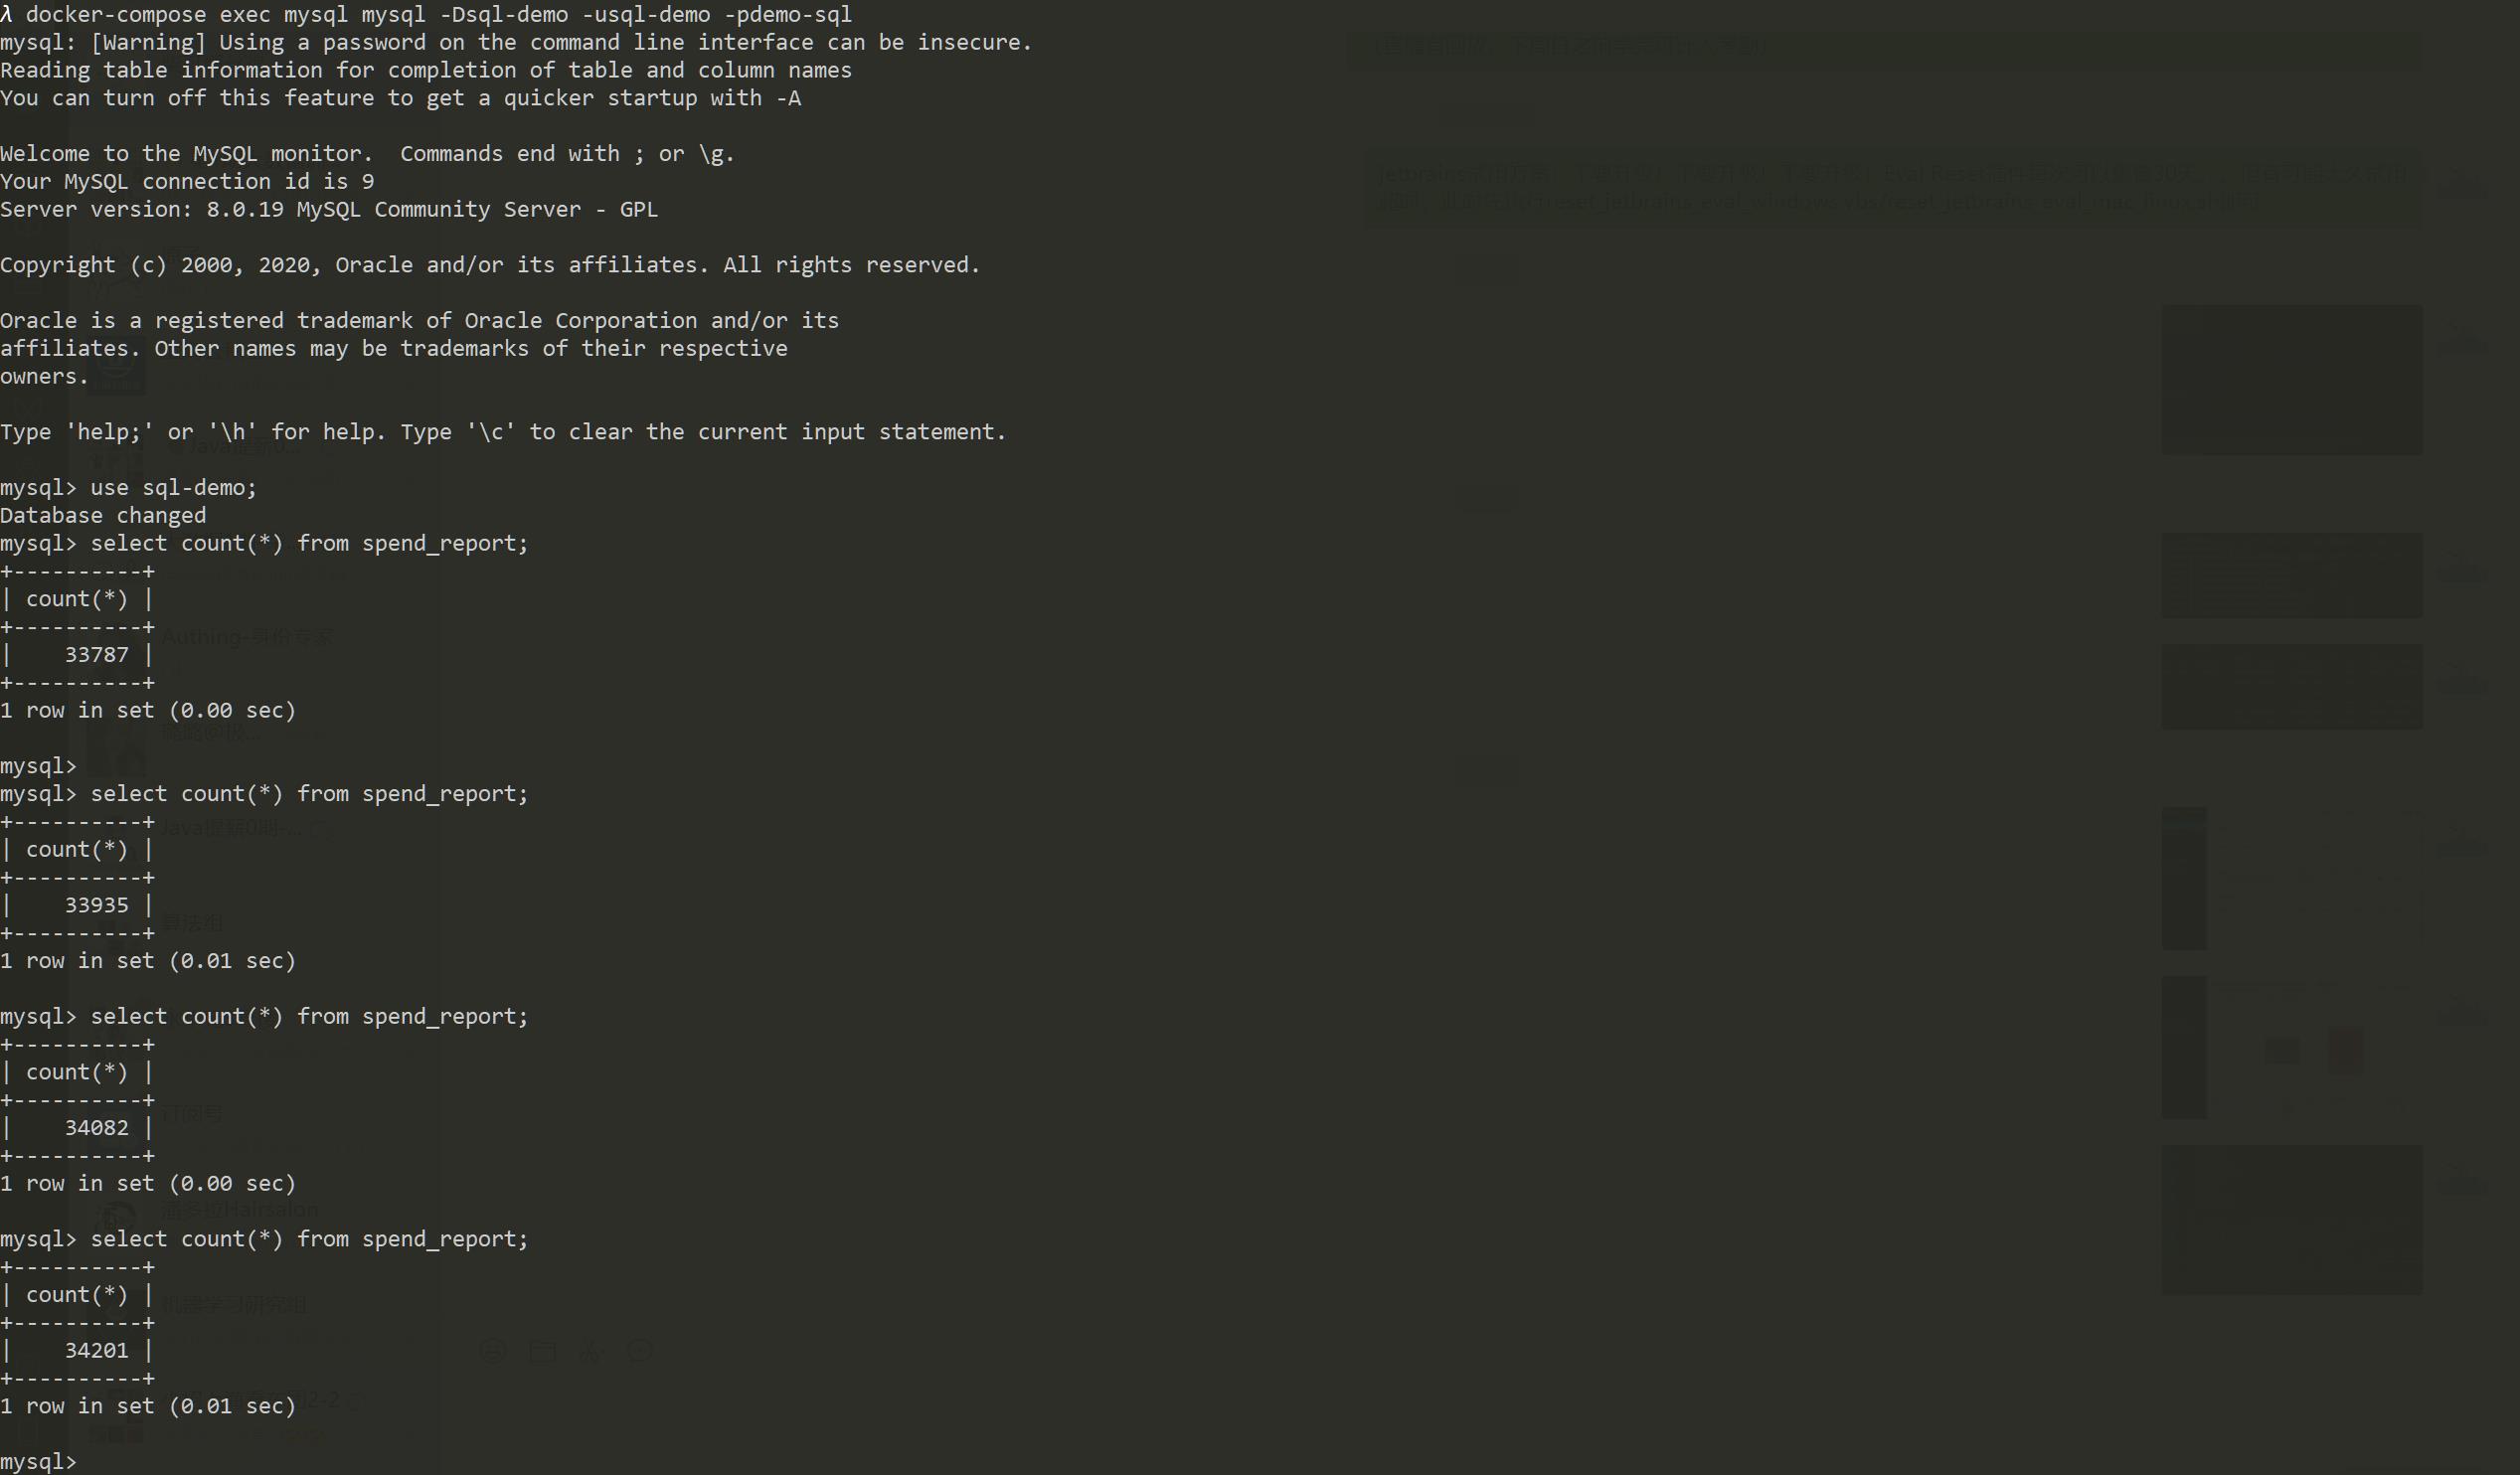 λ docker-compose exec mysql mysql -Dsql-demo -usql-demo -pdemo-sql
mysql: [Warning] Using a password on the command line interface can be insecure.
Reading table information for completion of table and column names
You can turn off this feature to get a quicker startup with -A
Welcome to the MySQL monitor.  Commands end with ; or \g.
Your MySQL connection id is 9
Server version: 8.0.19 MySQL Community Server - GPL
Copyright (c) 2000, 2020, Oracle and/or its affiliates. All rights reserved.
Oracle is a registered trademark of Oracle Corporation and/or its
affiliates. Other names may be trademarks of their respective
owners.
Type 'help;' or '\h' for help. Type '\c' to clear the current input statement.
mysql> use sql-demo;
Database changed
mysql> select count(*) from spend_report;
+----------+
| count(*) |
+----------+
|    33787 |
+----------+
1 row in set (0.00 sec)
mysql>
mysql> select count(*) from spend_report;
+----------+
| count(*) |
+----------+
|    33935 |
+----------+
1 row in set (0.01 sec)
mysql> select count(*) from spend_report;
+----------+
| count(*) |
+----------+
|    34082 |
+----------+
1 row in set (0.00 sec)
mysql> select count(*) from spend_report;
+----------+
| count(*) |
+----------+
|    34201 |
+----------+
1 row in set (0.01 sec)
mysql>